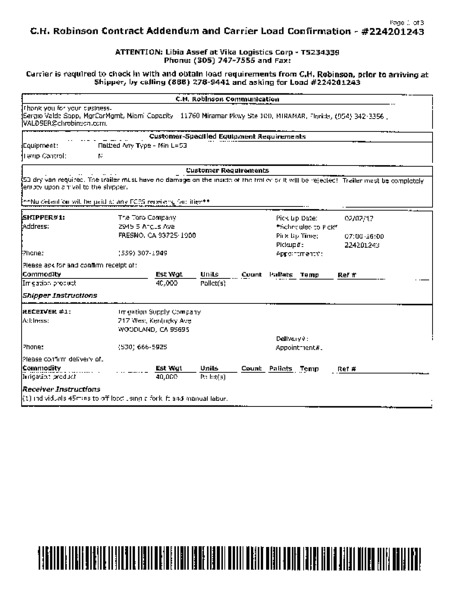 Page 1 of 3
C.H. Robinson Contract Addendum and Carrier Load Confirmation - #224201243
ATTENTION: Libia Assef at Vika Logistics Corp - T5234339
Phone: (305) 747-7556 and Fax:
Carrier is required to check in with and obtain load requirements from C.H. Robinson, prior to arriving at
Shipper, by calling (888) 278-9441 and asking for Load #224201243
C.H. Robinson Communication
Thank you for your business.
Sergio Valds Sapp, MgrCarMgmt, Miami Capacity 11760 Miramar Pkwy Ste 100, MIRAMAR, Florida, (954) 342-3356 ,
VALDSER@chrobinson.com
Customer-Specified Equipment Requirements
Equipment: Flatbed Any Type - Min L=53
Temp Control: N
Customer Requirements
53 dry van required. The trailer must have no damage on the inside of the trailer or it will be rejected! Trailer must be completely
empty upon arrival to the shipper.
**No detention will be paid at any FCFS receiving facilities**
SHIPPER#1: The Toro Company Pick Up Date: 02/07/17
Address: 2945 S Angus Ave *Scheduled to Pick*
FRESNO, CA 93725-1900 Pick Up Time: 07:00-16:00
Pickup#: 224201243
Phone: (559) 307-1949 Appointment#:
Please ask for and confirm receipt of:
Commodity Est Wgt Units Count Pallets Temp Ref #
Irrigation product 40,000 Pallet(s)
Shipper Instructions
RECEIVER #1: Irrigation Supply Company
Address: 217 West Kentucky Ave
WOODLAND, CA 95695
Delivery#:
Phone: (530) 666-5925 Appointment#:
Please confirm delivery of:
Commodity Est Wgt Units Count Pallets Temp Ref #
Irrigation product 40,000 Pallet(s)
Receiver Instructions
(1) individuals 45mins to off load using a fork lift and manual labor.